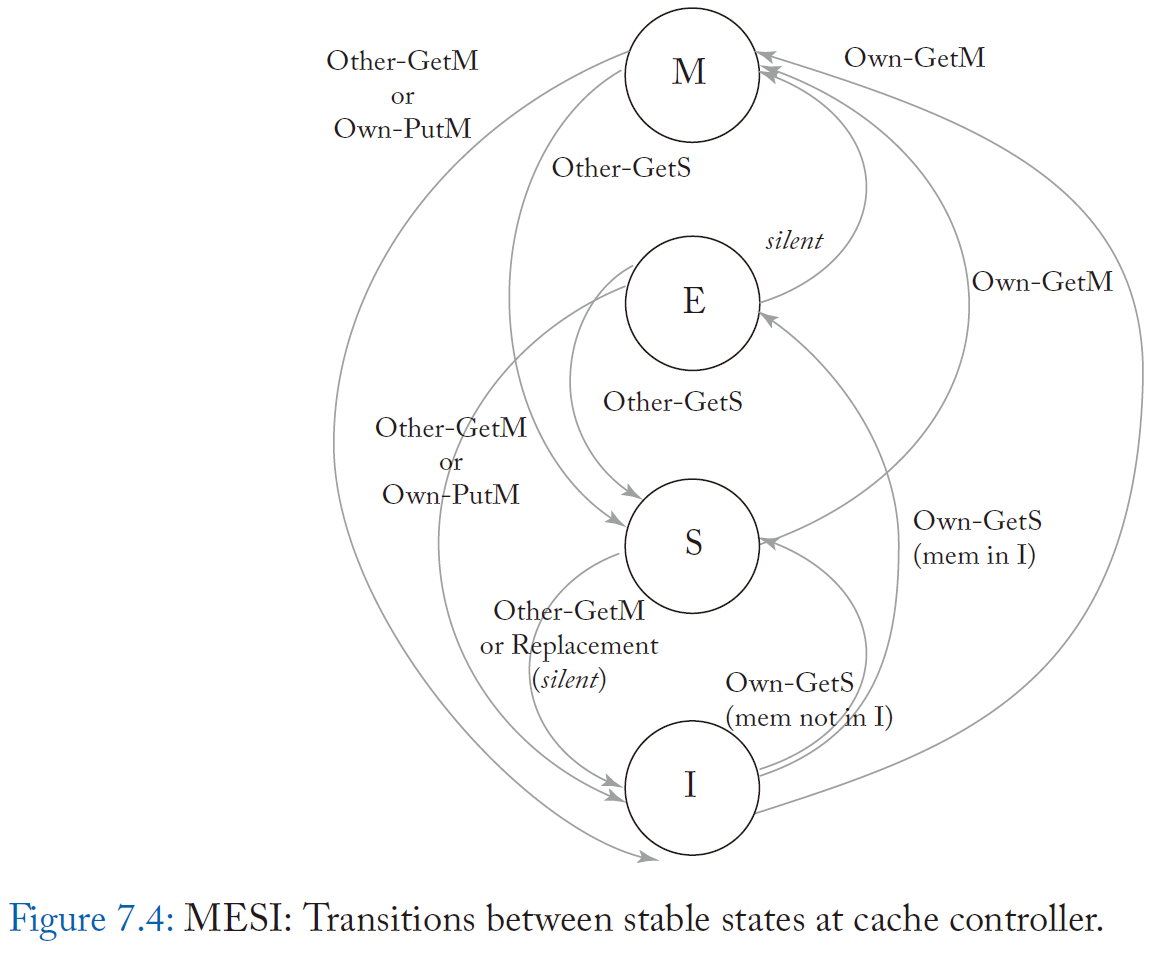 M
Own-GetM
Other-GetM
or
Own-PutM
Other-GetS
silent
E
Own-GetM
Other-GetS
Other-GetM
or
Own-PutM
S
Own-GetS
(mem in I)
Other-GetM
or Replacement
(silent)
Own-GetS
(mem not in I)
I
Figure 7.4: MESI: Transitions between stable states at cache controller.